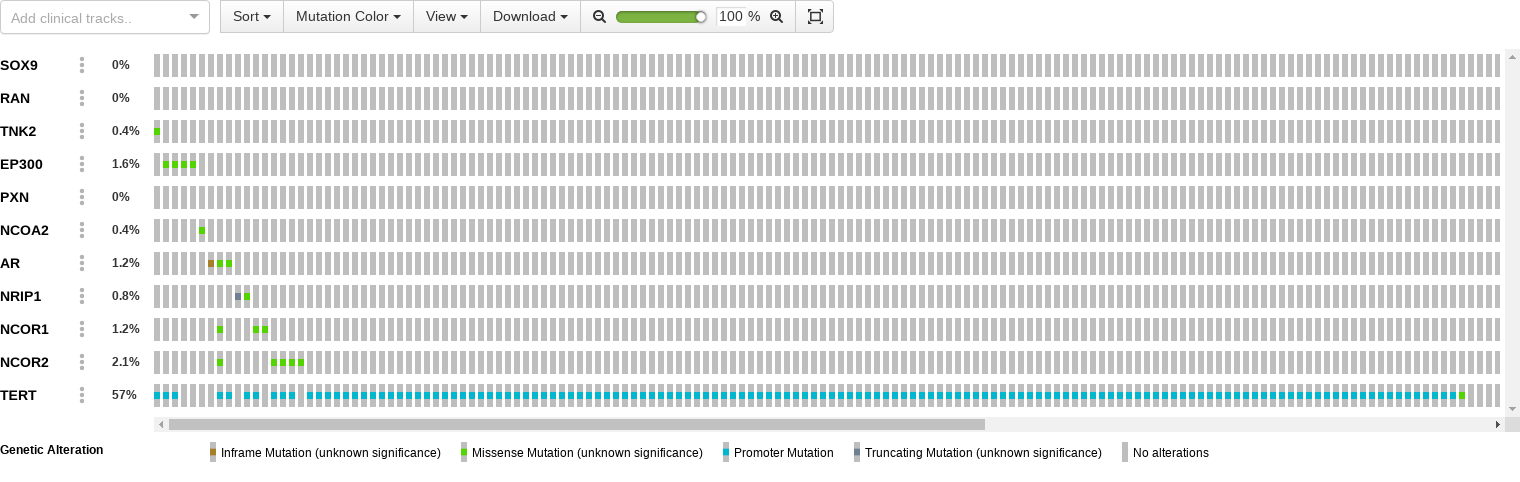 Add clinical tracks.. Sort Mutation Color View Download 100 %
SOX9 0%
RAN 0%
TNK2 0.4%
EP300 1.6%
PXN 0%
NCOA2 0.4%
AR 1.2%
NRIP1 0.8%
NCOR1 1.2%
NCOR2 2.1%
TERT 57%
Genetic Alteration Inframe Mutation (unknown significance) Missense Mutation (unknown significance) Promoter Mutation Truncating Mutation (unknown significance) No alterations